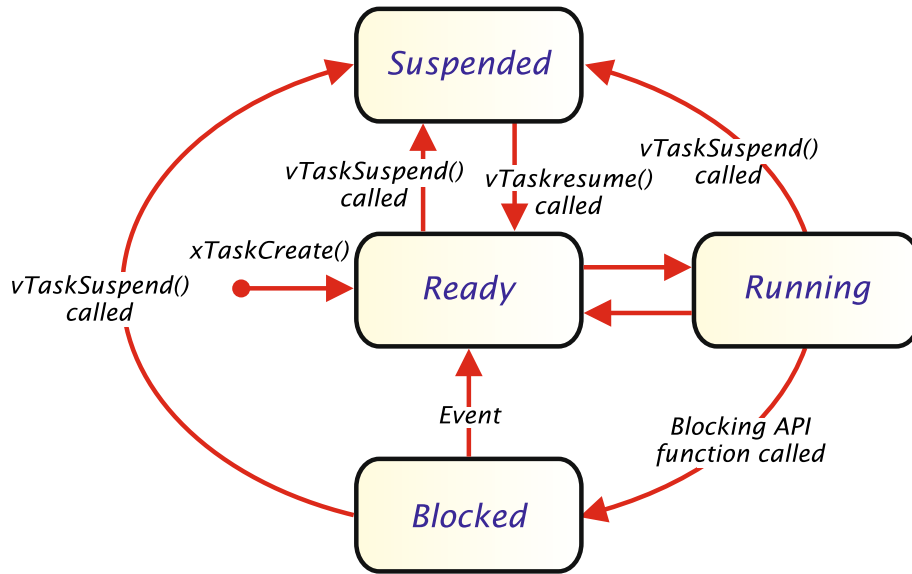 Suspended
vTaskSuspend()
called
vTaskSuspend()
called
vTaskresume()
called
xTaskCreate()
vTaskSuspend()
called
Ready
Running
Event
Blocking API
function called
Blocked